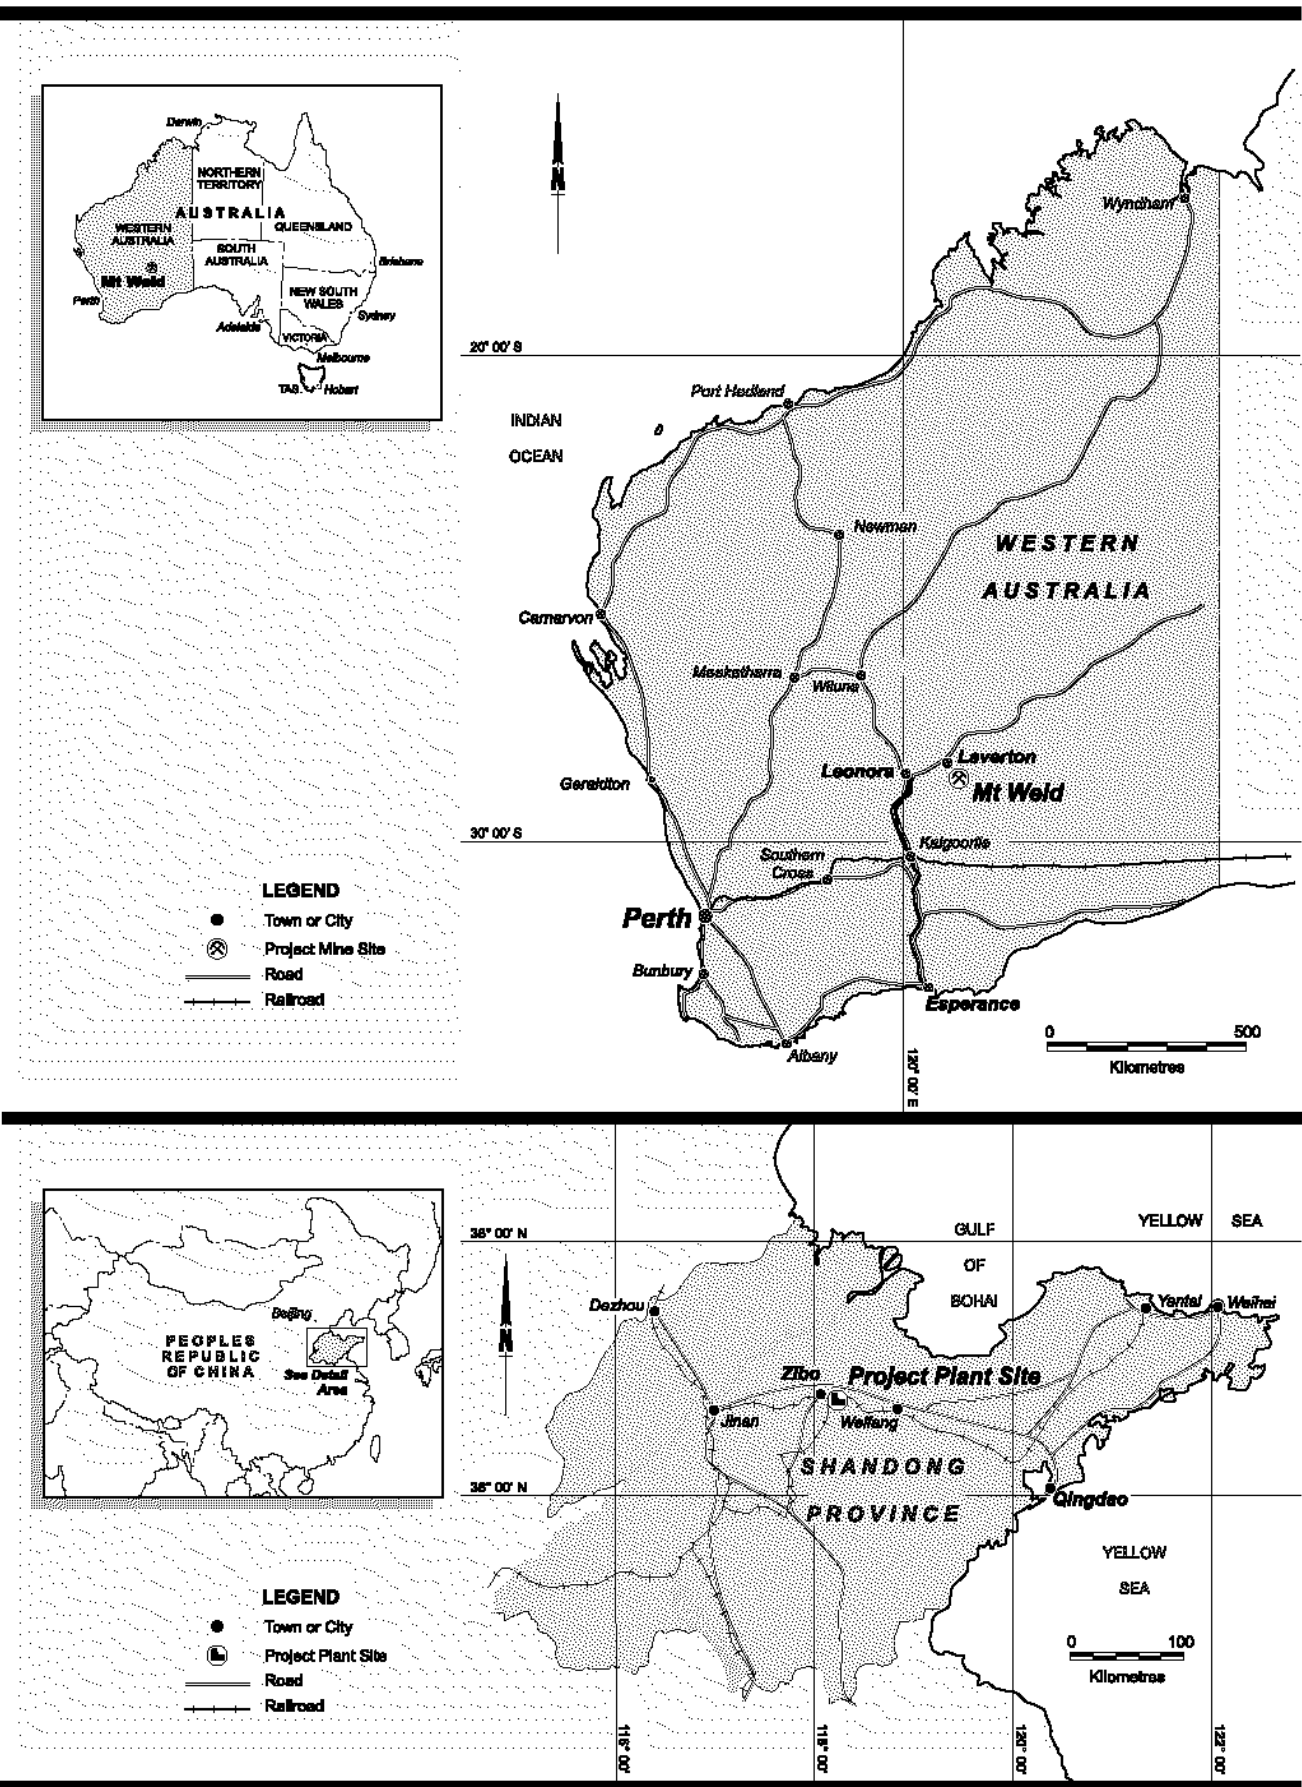 Darwin
NORTHERN
TERRITORY
AUSTRALIA
WESTERN
AUSTRALIA
QUEENSLAND
SOUTH
AUSTRALIA
Brisbane
Mt Weld
NEW SOUTH
WALES
Perth
Sydney
Adelaide
VICTORIA
Melbourne
TAS.
Hobart
N
Wyndham
20° 00' S
Port Hedland
INDIAN
OCEAN
Newman
WESTERN
AUSTRALIA
Carnarvon
Meekatharra
Wiluna
Leonora
Laverton
Mt Weld
Geraldton
30° 00' S
Kalgoorlie
Southern
Cross
Perth
Bunbury
Esperance
Albany
0 500
Kilometres
120° 00' E
LEGEND
Town or City
Project Mine Site
Road
Railroad
Beijing
PEOPLES
REPUBLIC
OF CHINA
See Detail
Area
38° 00' N
GULF
OF
BOHAI
YELLOW SEA
N
Dezhou
Yantai
Weihai
Zibo
Project Plant Site
Jinan
Weifang
SHANDONG
PROVINCE
36° 00' N
Qingdao
YELLOW
SEA
0 100
Kilometres
LEGEND
Town or City
Project Plant Site
Road
Railroad
116° 00'
118° 00'
120° 00'
122° 00'